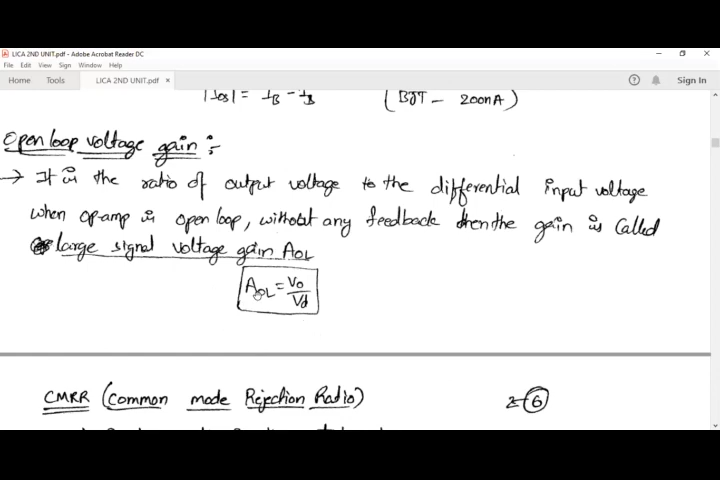 LICA 2ND UNIT.pdf - Adobe Acrobat Reader DC
File Edit View Sign Window Help
Home Tools LICA 2ND UNIT.pdf × Sign In
(BJT - 200nA)
Open loop voltage gain :-
→ It is the ratio of output voltage to the differential input voltage
when op-amp is open loop, without any feedback then the gain is called
large signal voltage gain AOL
AOL = Vo/Vd
CMRR (Common mode Rejection Ratio) 2-6